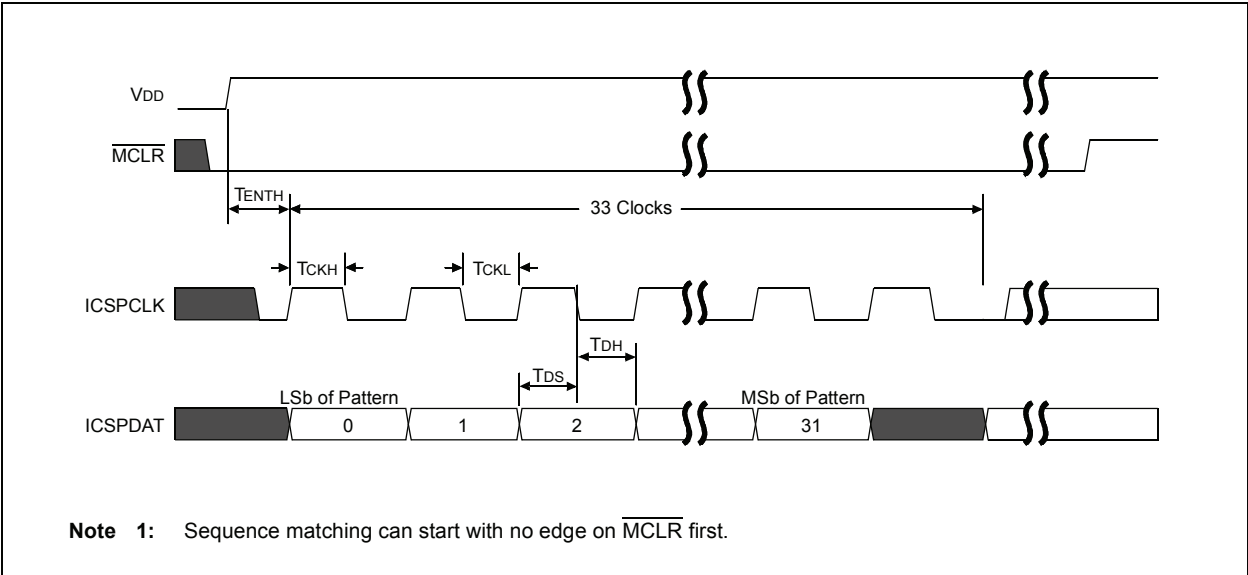 VDD
MCLR
TENTH
33 Clocks
TCKH
TCKL
ICSPCLK
TDH
TDS
LSb of Pattern
MSb of Pattern
ICSPDAT
0
1
2
31
Note 1: Sequence matching can start with no edge on MCLR first.